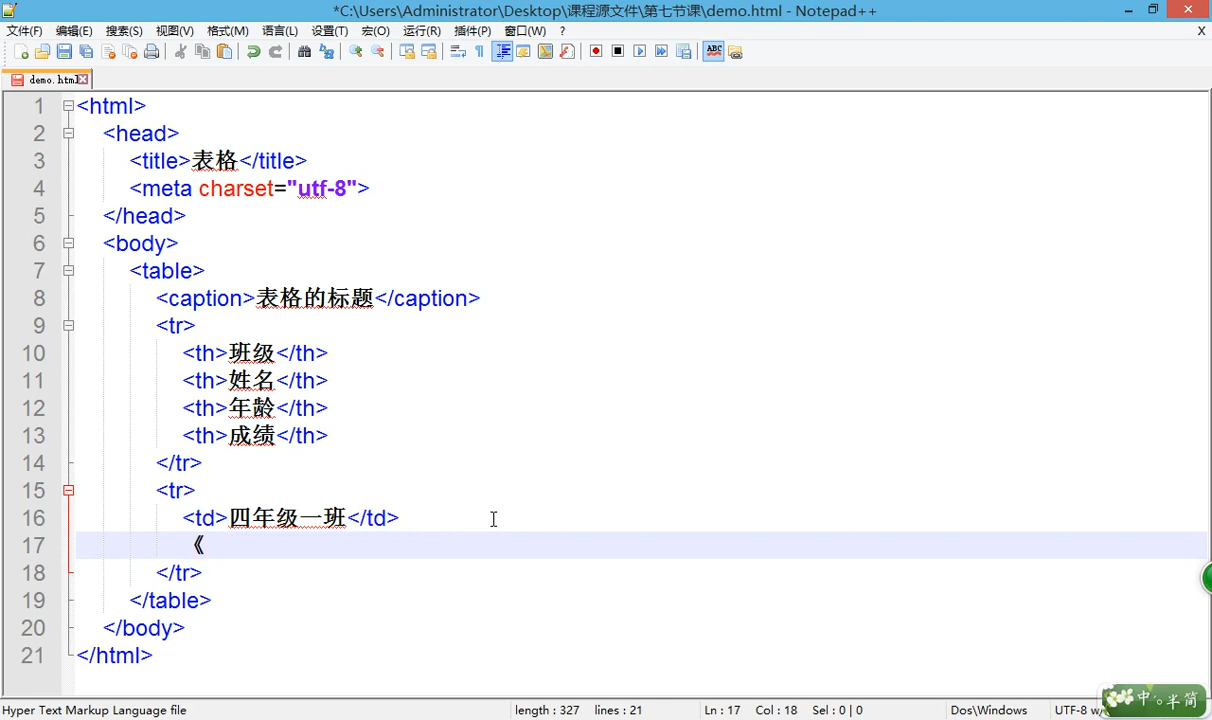 *C:\Users\Administrator\Desktop\课程源文件\第七节课\demo.html - Notepad++
文件(F) 编辑(E) 搜索(S) 视图(V) 格式(M) 语言(L) 设置(T) 宏(O) 运行(R) 插件(P) 窗口(W) ? X
demo.html
1 <html>
2 <head>
3 <title>表格</title>
4 <meta charset="utf-8">
5 </head>
6 <body>
7 <table>
8 <caption>表格的标题</caption>
9 <tr>
10 <th>班级</th>
11 <th>姓名</th>
12 <th>年龄</th>
13 <th>成绩</th>
14 </tr>
15 <tr>
16 <td>四年级一班</td>
17 《
18 </tr>
19 </table>
20 </body>
21 </html>
Hyper Text Markup Language file length : 327 lines : 21 Ln : 17 Col : 18 Sel : 0 | 0 Dos\Windows UTF-8 w/
中 半 简